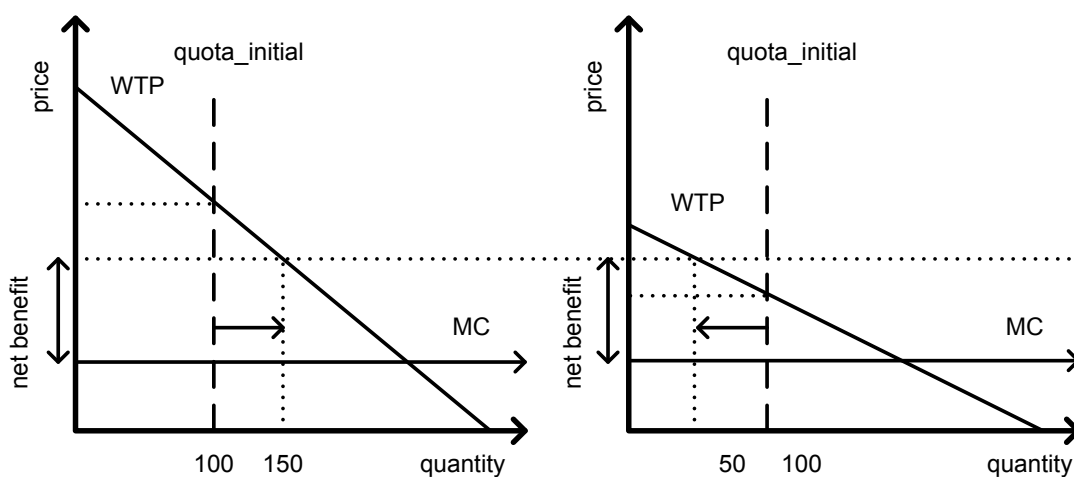 quota_initial
WTP
price
net benefit
MC
100
150
quantity
quota_initial
WTP
price
net benefit
MC
50
100
quantity